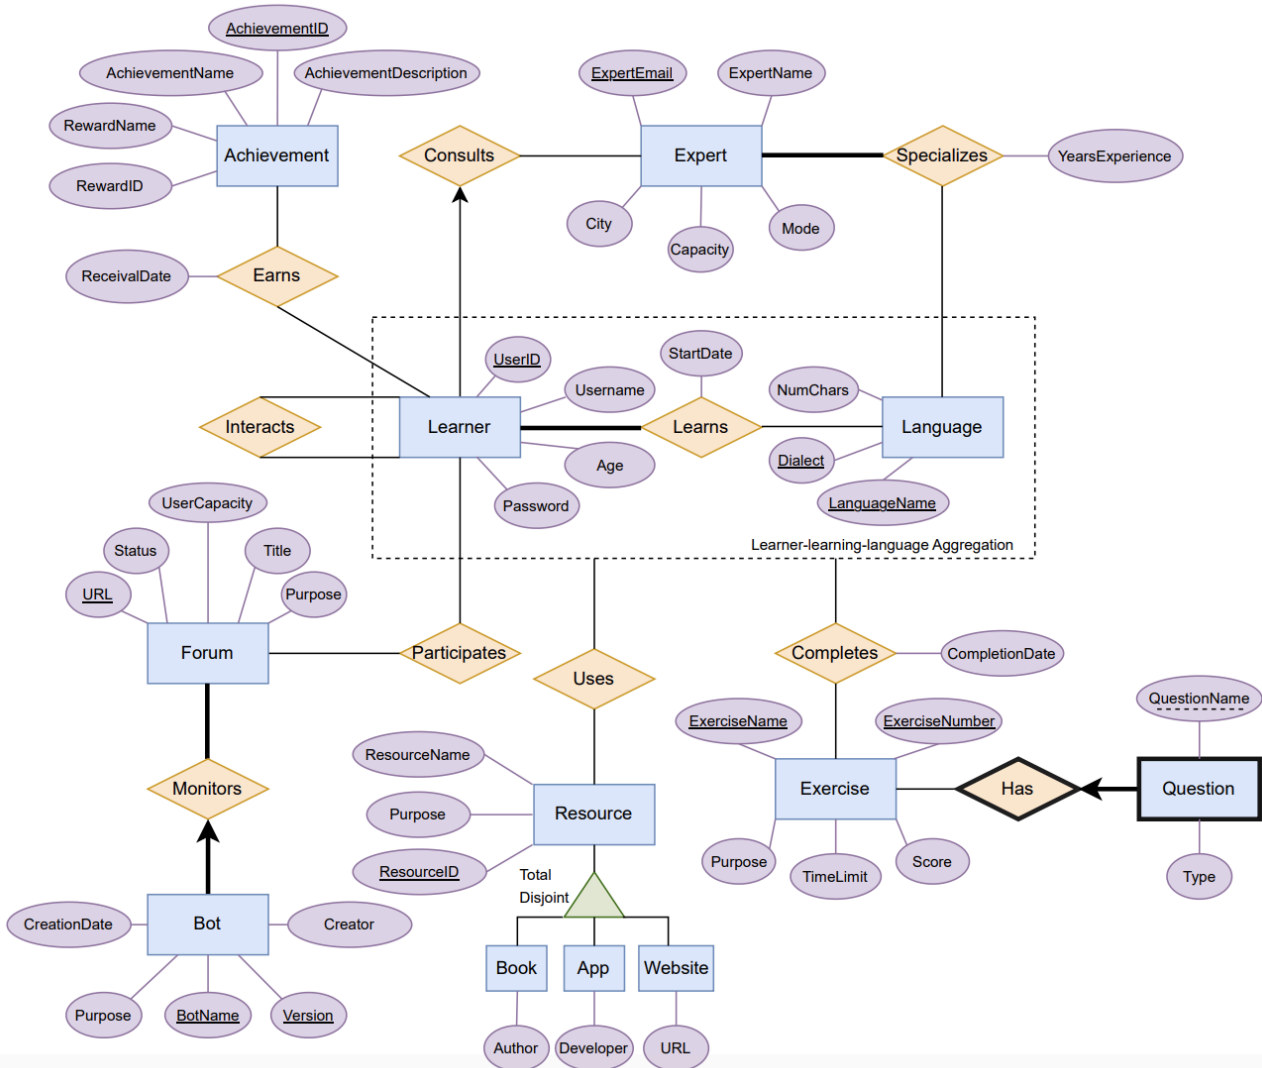 AchievementID
AchievementName
AchievementDescription
RewardName
Achievement
RewardID
ReceivalDate
Earns
Consults
ExpertEmail
ExpertName
Expert
Specializes
YearsExperience
City
Capacity
Mode
UserID
Username
StartDate
NumChars
Interacts
Learner
Learns
Language
Age
Dialect
Password
LanguageName
Learner-learning-language Aggregation
UserCapacity
Status
Title
URL
Purpose
Forum
Participates
Uses
Completes
CompletionDate
Monitors
ResourceName
Purpose
ResourceID
Resource
ExerciseName
ExerciseNumber
Exercise
Has
QuestionName
Question
Purpose
TimeLimit
Score
Type
Total
Disjoint
CreationDate
Bot
Creator
Purpose
BotName
Version
Book
App
Website
Author
Developer
URL